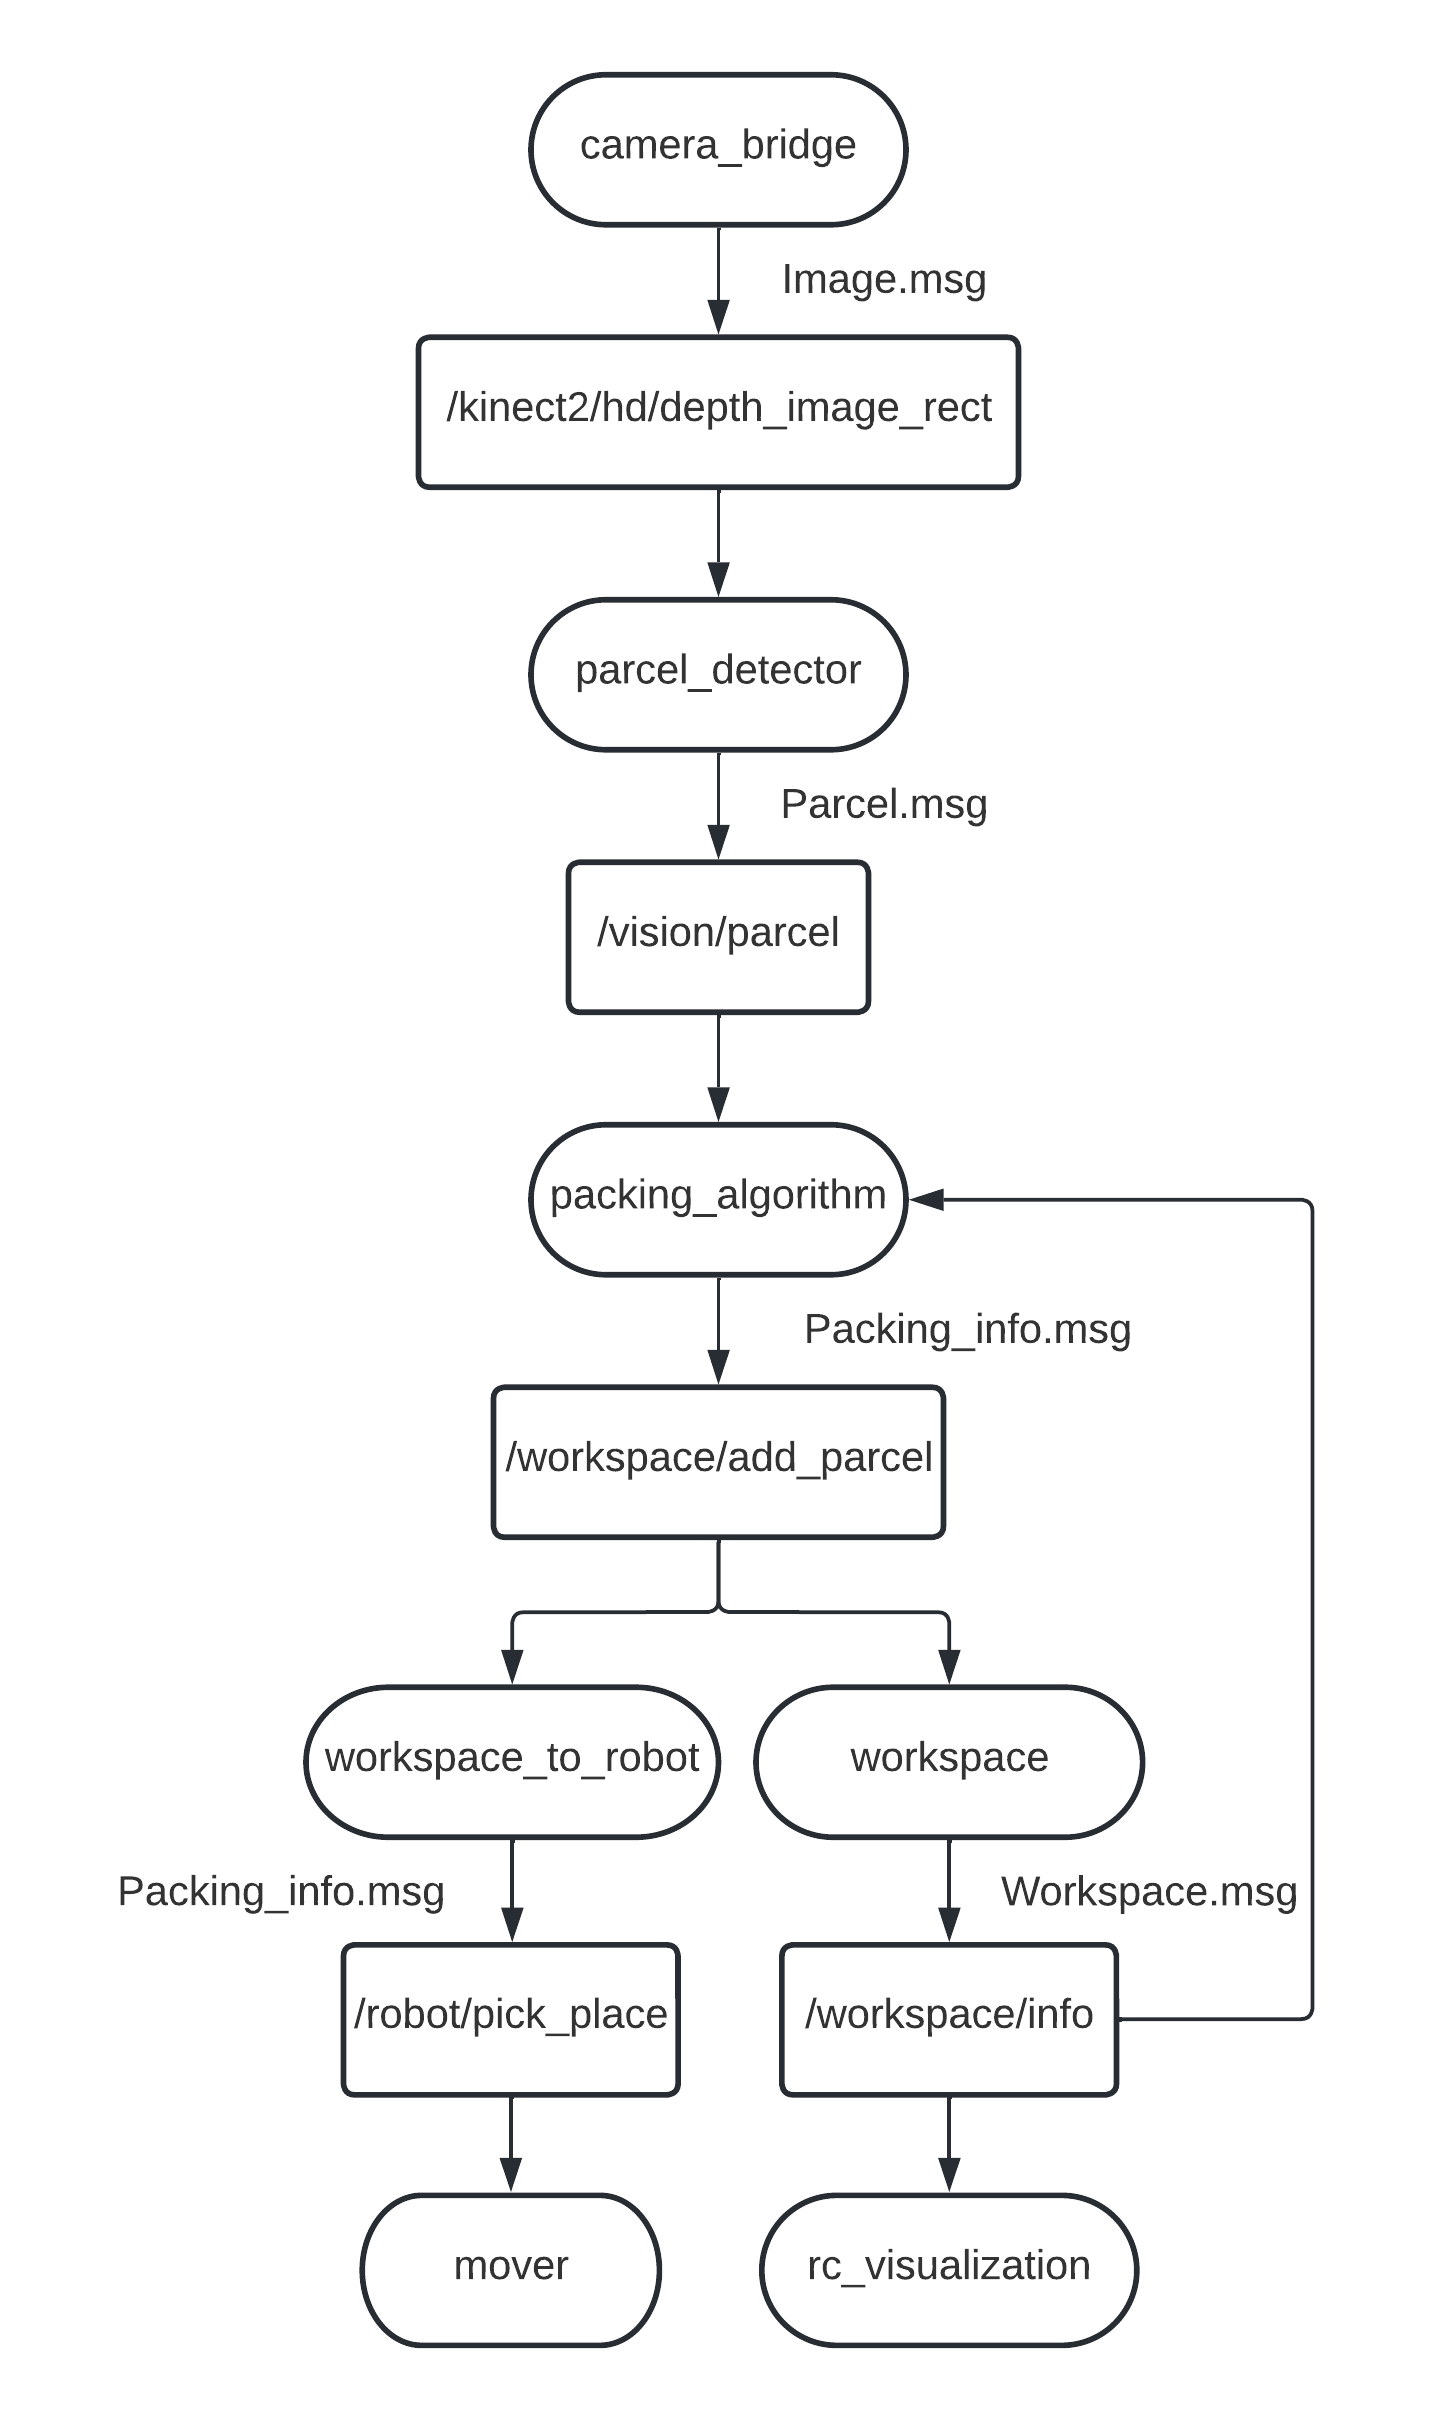 camera_bridge
Image.msg
/kinect2/hd/depth_image_rect
parcel_detector
Parcel.msg
/vision/parcel
packing_algorithm
Packing_info.msg
/workspace/add_parcel
workspace_to_robot
workspace
Packing_info.msg
Workspace.msg
/robot/pick_place
/workspace/info
mover
rc_visualization